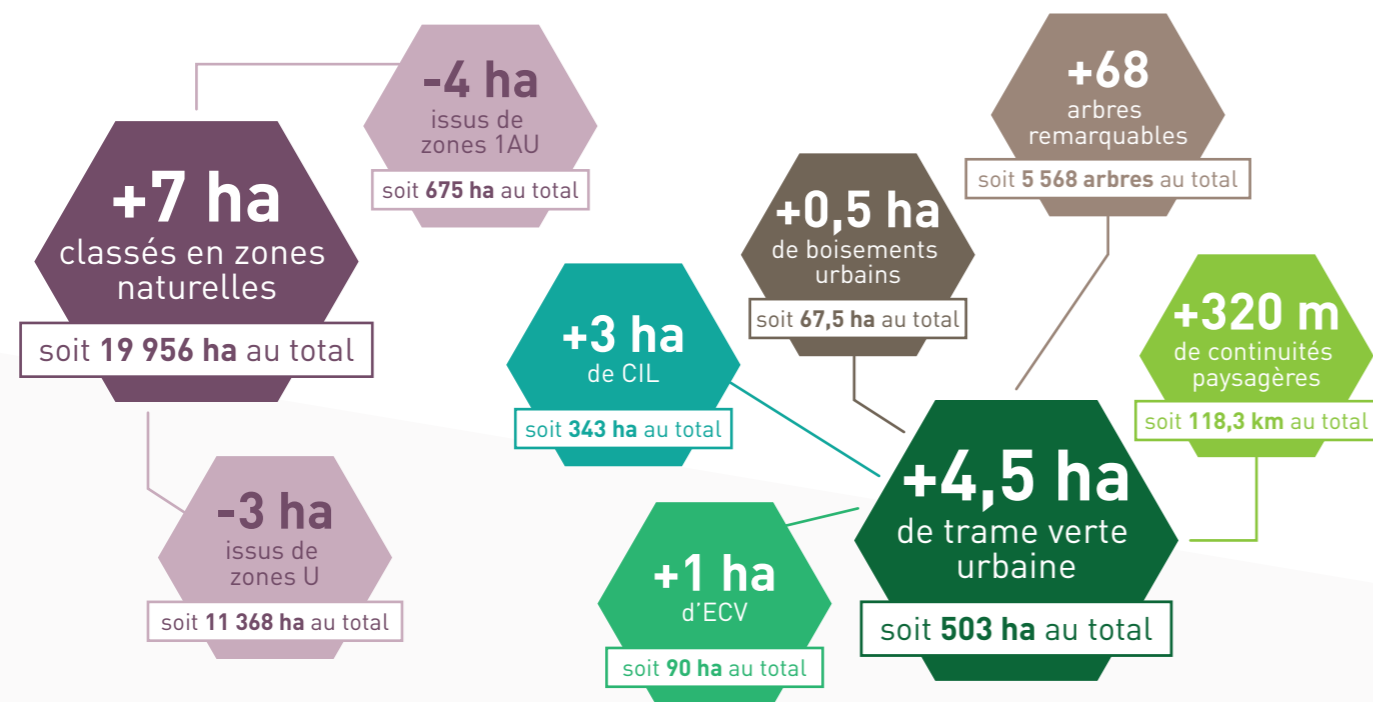 -4 ha
issus de
zones 1AU
soit 675 ha au total
+7 ha
classés en zones
naturelles
soit 19 956 ha au total
-3 ha
issus de
zones U
soit 11 368 ha au total
+68
arbres
remarquables
soit 5 568 arbres au total
+0,5 ha
de boisements
urbains
soit 67,5 ha au total
+3 ha
de CIL
soit 343 ha au total
+320 m
de continuités
paysagères
soit 118,3 km au total
+4,5 ha
de trame verte
urbaine
soit 503 ha au total
+1 ha
d'ECV
soit 90 ha au total